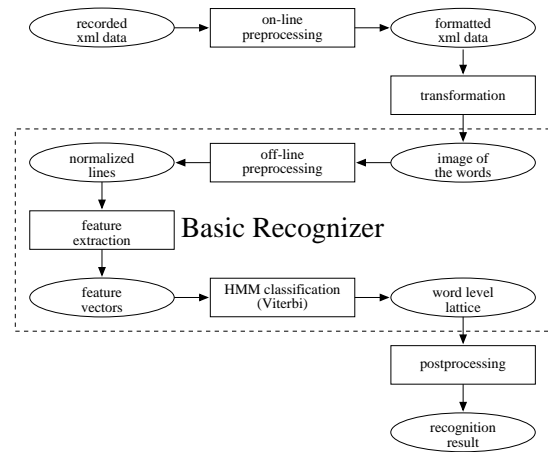 recorded
xml data
on-line
preprocessing
formatted
xml data
transformation
normalized
lines
off-line
preprocessing
image of
the words
feature
extraction
Basic Recognizer
feature
vectors
HMM classification
(Viterbi)
word level
lattice
postprocessing
recognition
result